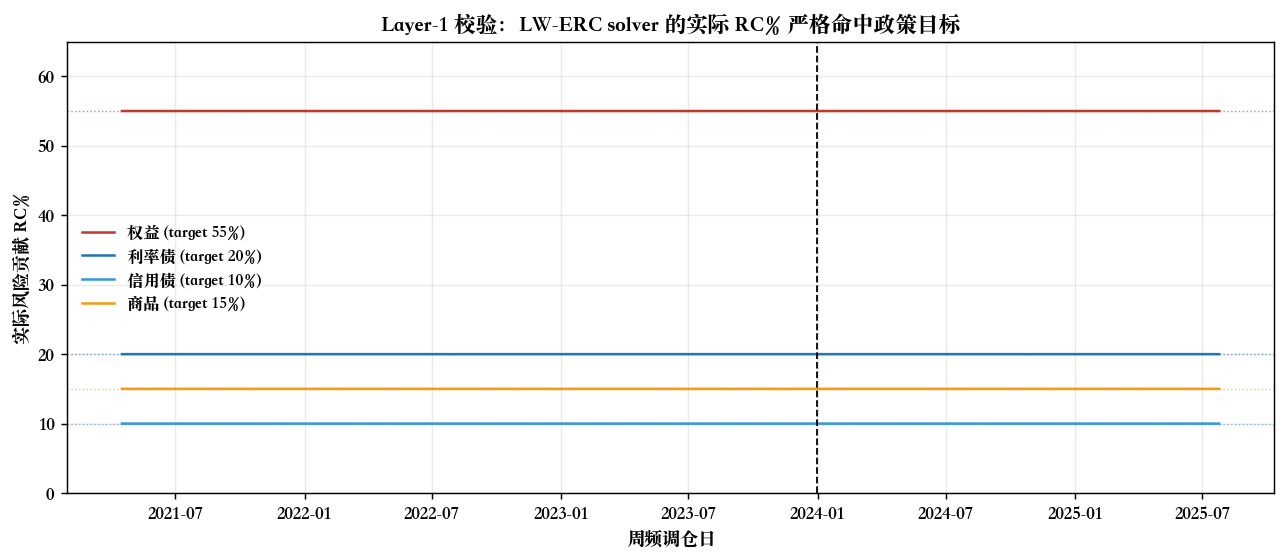 Layer-1 校验：LW-ERC solver 的实际 RC% 严格命中政策目标
实际风险贡献 RC%
60
50
40
30
20
10
0
权益 (target 55%)
利率债 (target 20%)
信用债 (target 10%)
商品 (target 15%)
2021-07
2022-01
2022-07
2023-01
2023-07
2024-01
2024-07
2025-01
2025-07
周频调仓日